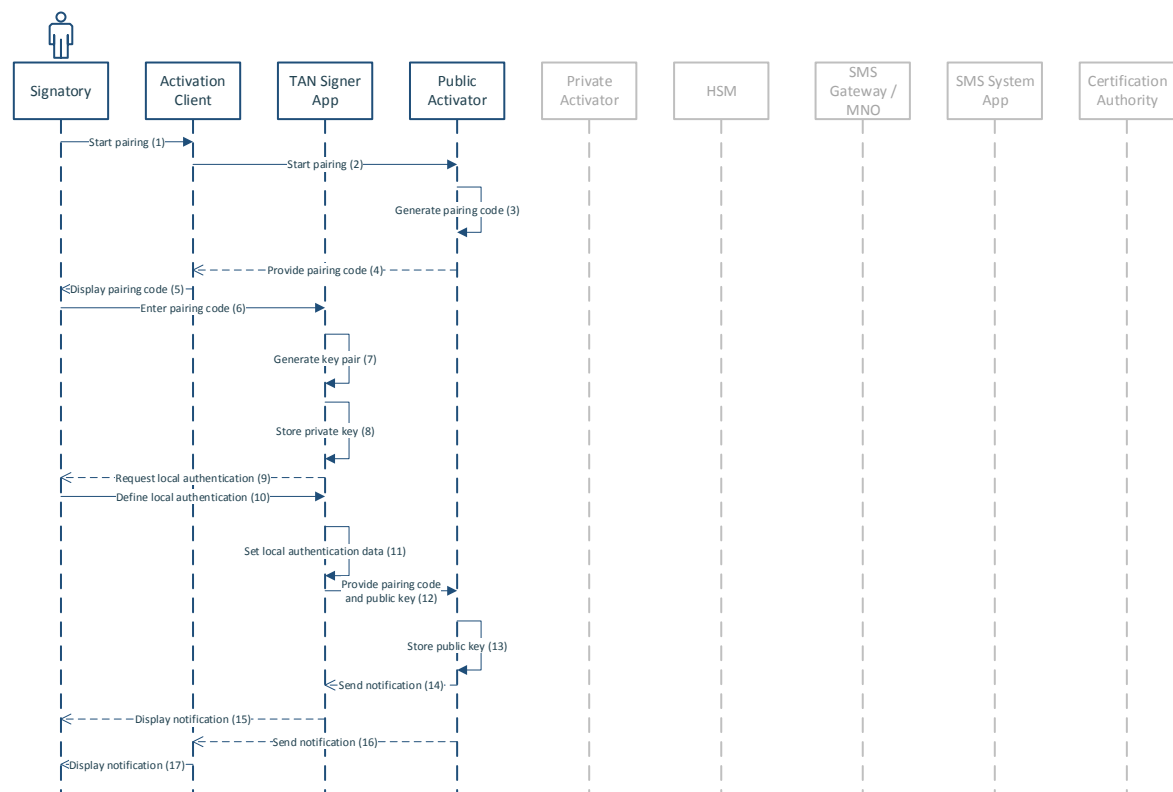 Signatory
Activation
Client
TAN Signer
App
Public
Activator
Private
Activator
HSM
SMS
Gateway /
MNO
SMS System
App
Certification
Authority
Start pairing (1)
Start pairing (2)
Generate pairing code (3)
Provide pairing code (4)
Display pairing code (5)
Enter pairing code (6)
Generate key pair (7)
Store private key (8)
Request local authentication (9)
Define local authentication (10)
Set local authentication data (11)
Provide pairing code
and public key (12)
Store public key (13)
Send notification (14)
Display notification (15)
Send notification (16)
Display notification (17)